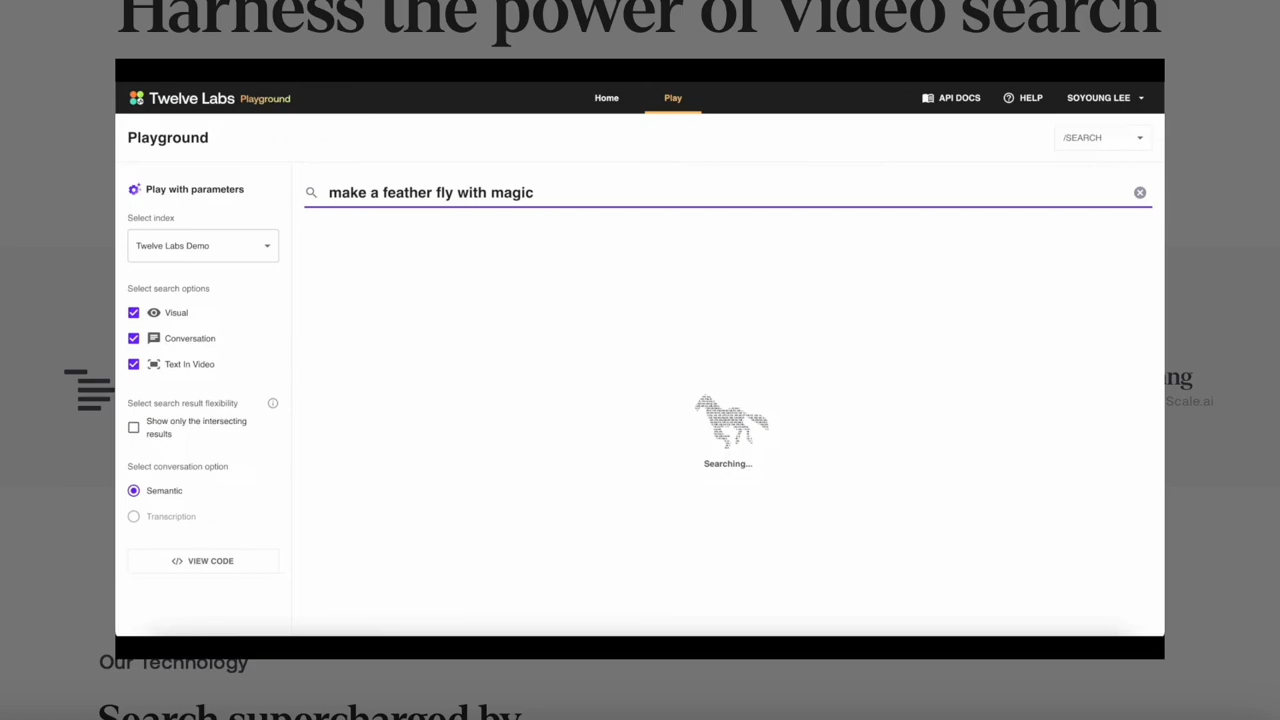 Harness the power of video search
Twelve Labs Playground
Home
Play
API DOCS
HELP
SOYOUNG LEE
Playground
/SEARCH
Play with parameters
make a feather fly with magic
Select index
Twelve Labs Demo
Select search options
Visual
Conversation
Text In Video
Select search result flexibility
Show only the intersecting
results
Select conversation option
Semantic
Transcription
</> VIEW CODE
Searching...
ng
Scale.ai
Our Technology
Search supercharged by